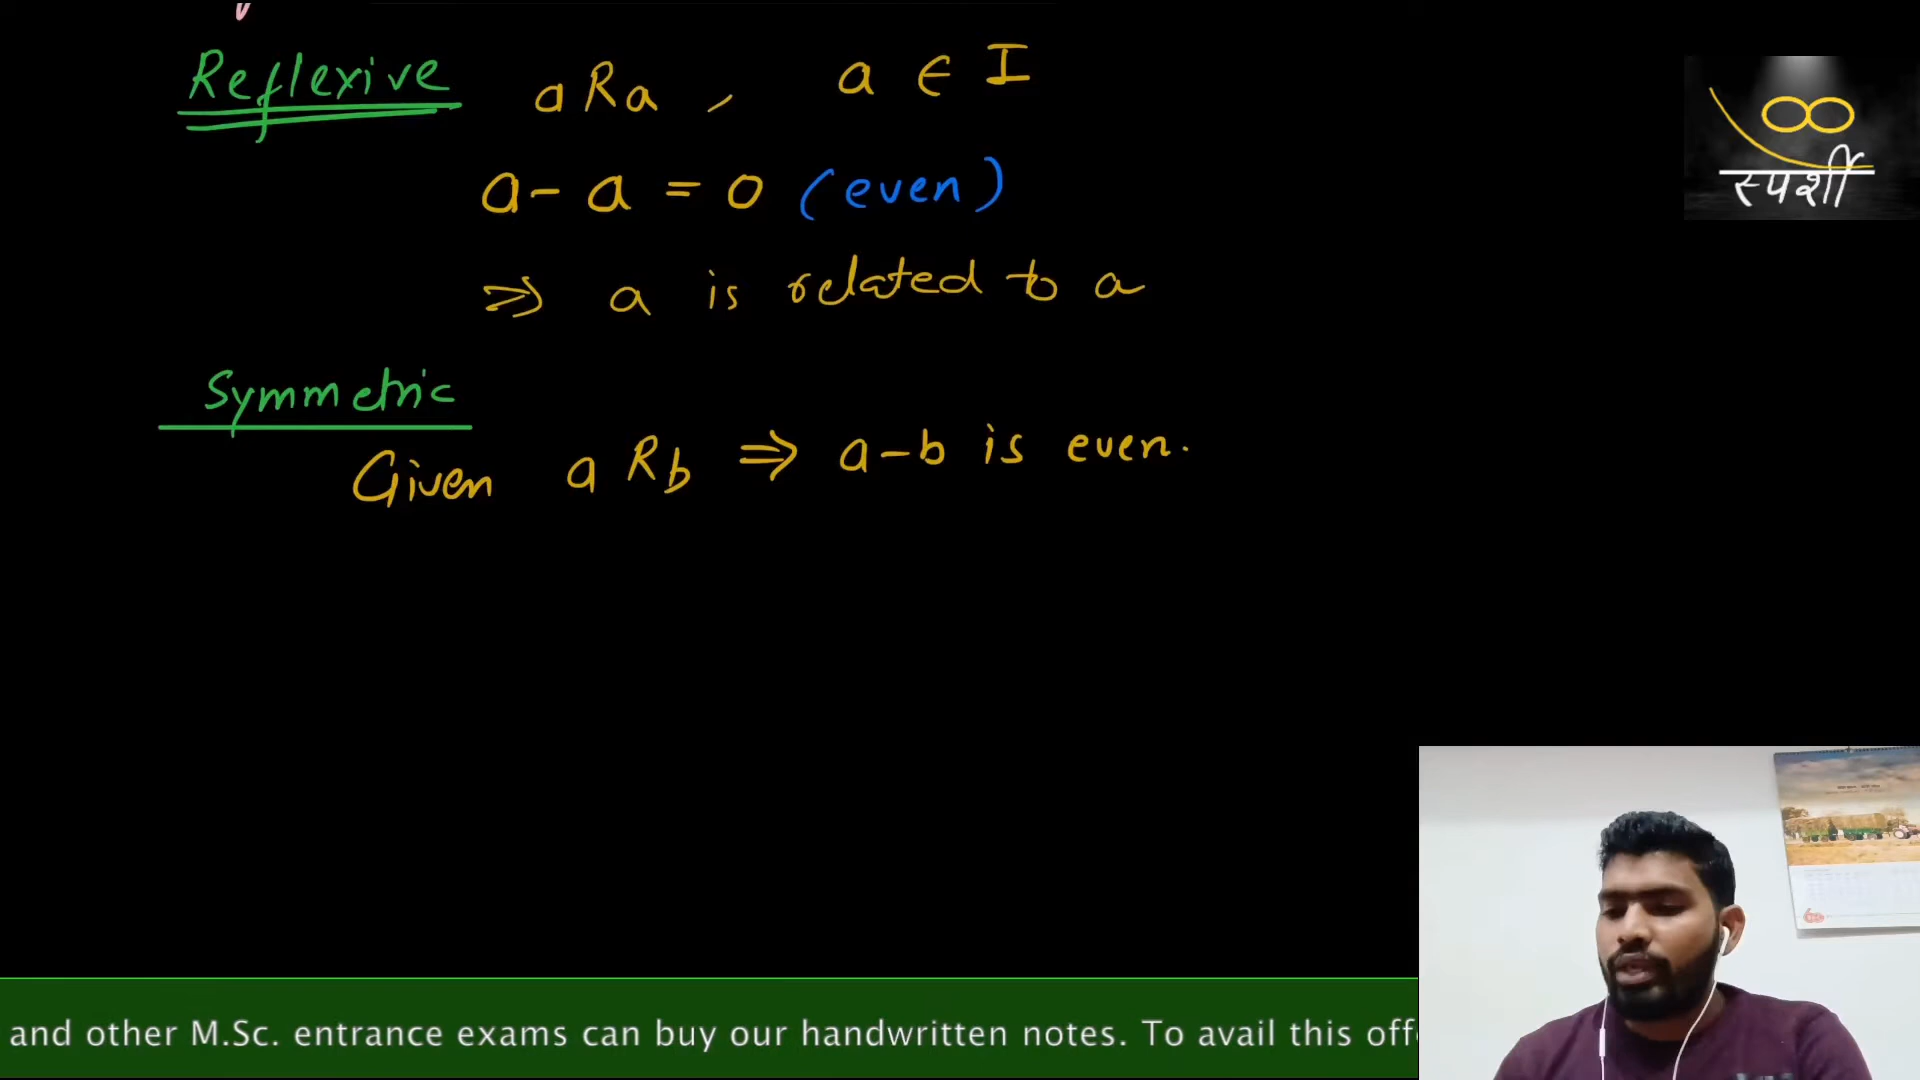 Reflexive aRa, a ∈ I
a - a = 0 (even)
⇒ a is related to a
Symmetric
Given aRb ⇒ a-b is even.
स्पर्शी
and other M.Sc. entrance exams can buy our handwritten notes. To avail this off